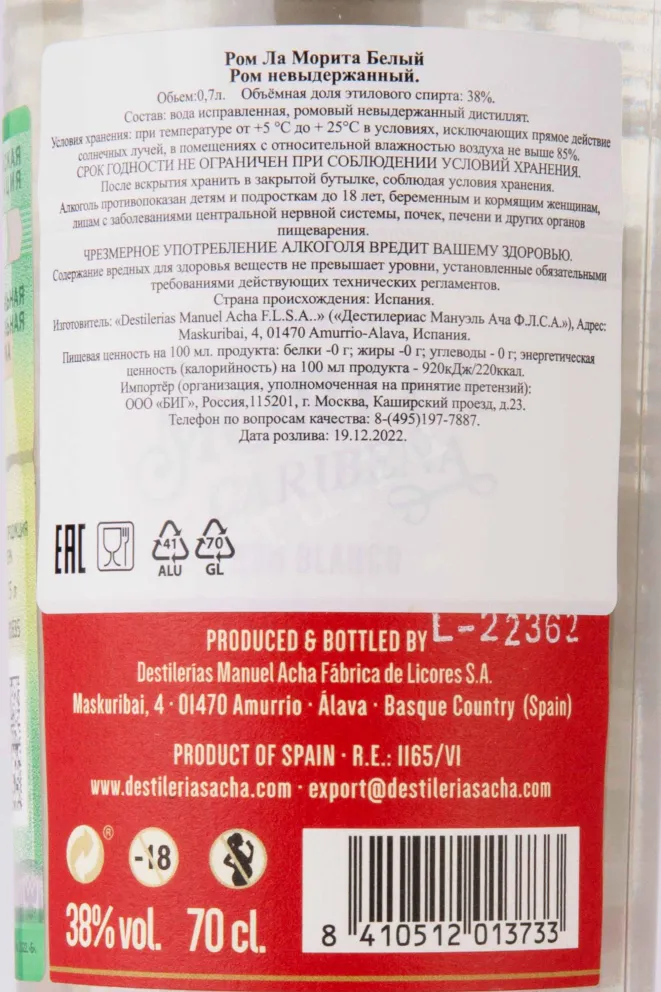 Ром Ла Морита Белый
Ром невыдержанный.
Обьем:0,7л. Объёмная доля этилового спирта: 38%.
Состав: вода исправленная, ромовый невыдержанный дистиллят.
Условия хранения: при температуре от +5 °С до + 25°С в условиях, исключающих прямое действие
солнечных лучей, в помещениях с относительной влажностью воздуха не выше 85%.
СРОК ГОДНОСТИ НЕ ОГРАНИЧЕН ПРИ СОБЛЮДЕНИИ УСЛОВИЙ ХРАНЕНИЯ.
После вскрытия хранить в закрытой бутылке, соблюдая условия хранения.
Алкоголь противопоказан детям и подросткам до 18 лет, беременным и кормящим женщинам,
лицам с заболеваниями центральной нервной системы, почек, печени и других органов
пищеварения.
ЧРЕЗМЕРНОЕ УПОТРЕБЛЕНИЕ АЛКОГОЛЯ ВРЕДИТ ВАШЕМУ ЗДОРОВЬЮ.
Содержание вредных для здоровья веществ не превышает уровни, установленные обязательными
требованиями действующих технических регламентов.
Страна происхождения: Испания.
Изготовитель: «Destilerias Manuel Acha F.L.S.A..» («Дестилериас Мануэль Ача Ф.Л.С.А.»), Адрес:
Maskuribai, 4, 01470 Amurrio-Alava, Испания.
Пищевая ценность на 100 мл. продукта: белки -0 г; жиры -0 г; углеводы - 0 г; энергетическая
ценность (калорийность) на 100 мл продукта - 920кДж/220ккал.
Импортёр (организация, уполномоченная на принятие претензий):
ООО «БИГ», Россия,115201, г. Москва, Каширский проезд, д.23.
Телефон по вопросам качества: 8-(495)197-7887.
Дата розлива: 19.12.2022.
CARIBEÑA
BLANCO
EAC
41
ALU
70
GL
L-22362
PRODUCED & BOTTLED BY
Destilerias Manuel Acha Fábrica de Licores S.A.
Maskuribai, 4 · 01470 Amurrio · Álava · Basque Country (Spain)
PRODUCT OF SPAIN · R.E.: 1165/VI
www.destileriasacha.com · export@destileriasacha.com
®
-18
38% vol. 70 cl.
8 410512 013733